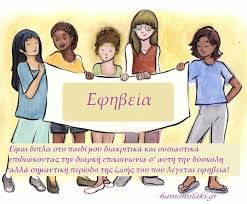 Εφηβεία
Είμαι δίπλα στο παιδί μου διακριτικά και ουσιαστικά
επιδιώκοντας την διαρκή επικοινωνία σ' αυτή την δύσκολη
αλλά σημαντική περίοδο της ζωής του που λέγεται εφηβεία!
hamomilaki.gr